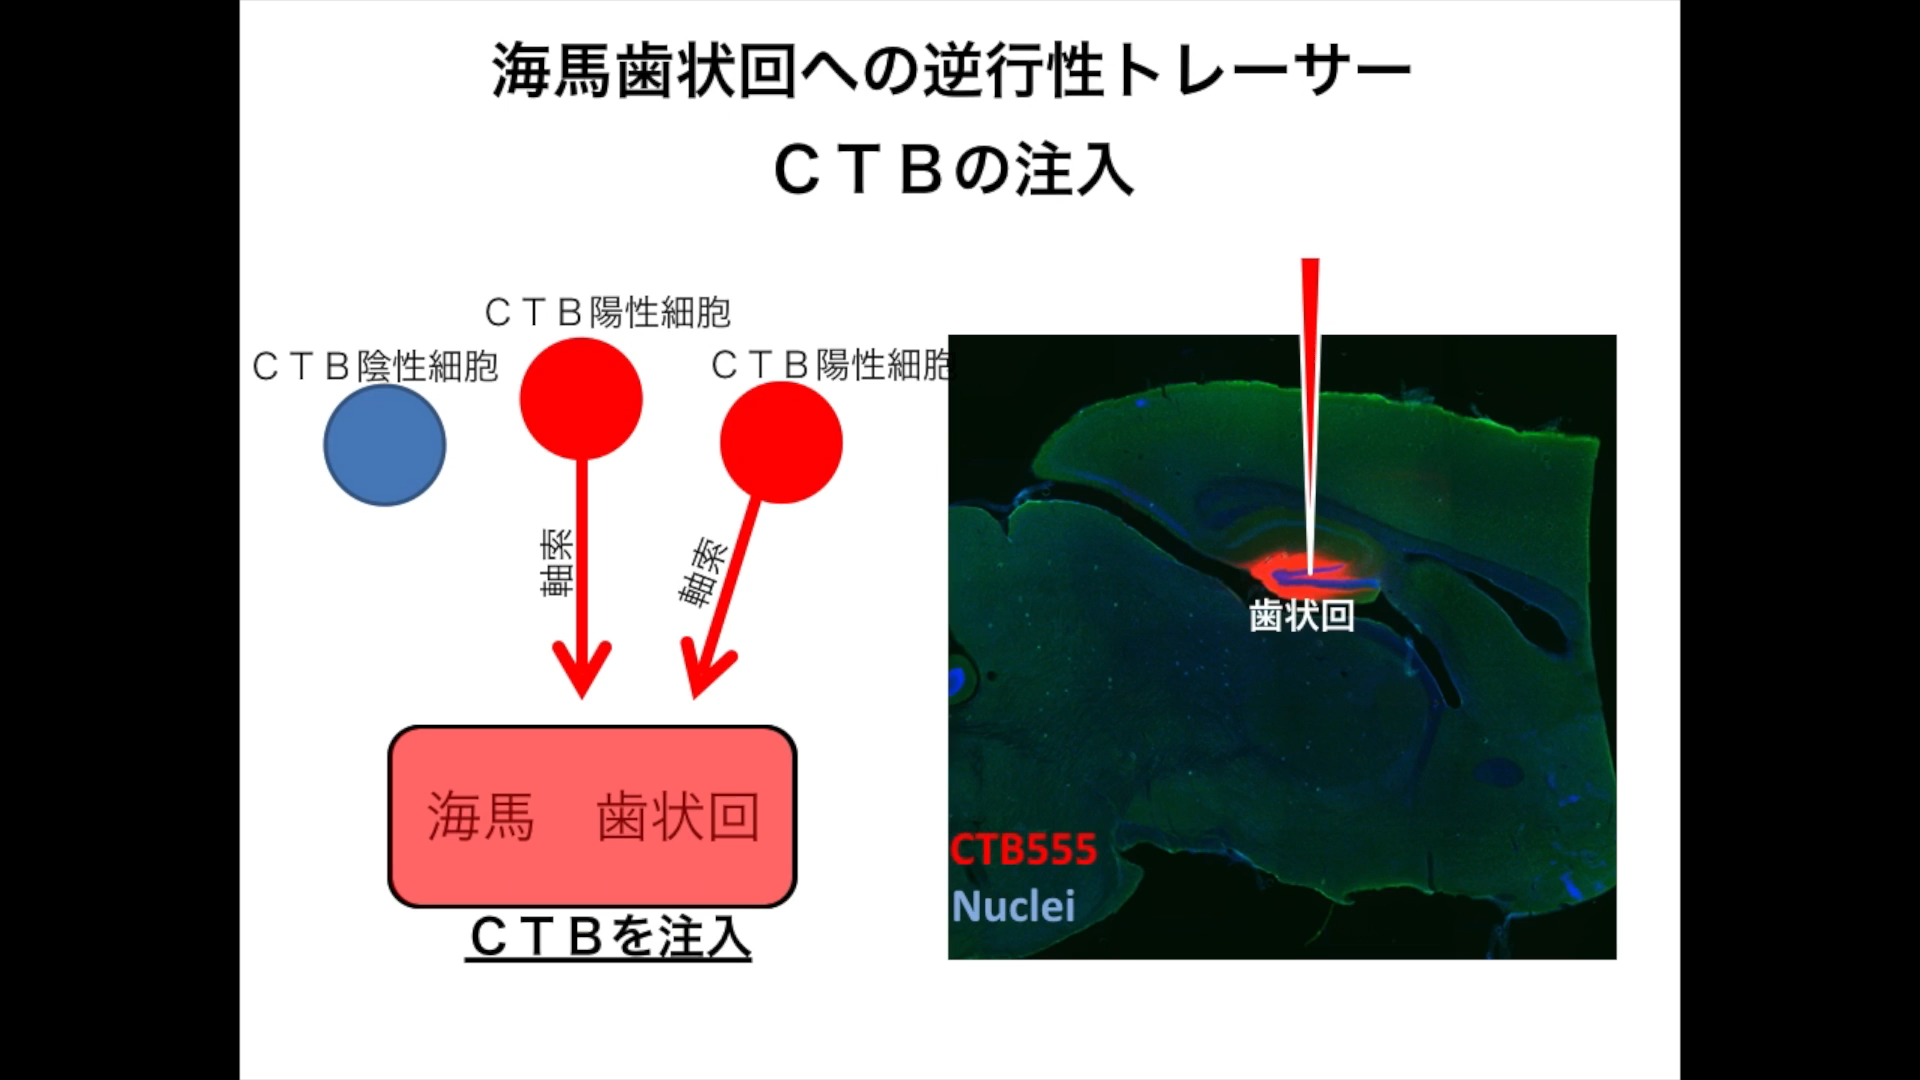 海馬歯状回への逆行性トレーサー
ＣＴＢの注入
ＣＴＢ陽性細胞
ＣＴＢ陰性細胞
ＣＴＢ陽性細胞
軸索
軸索
海馬　歯状回
ＣＴＢを注入
歯状回
CTB555
Nuclei